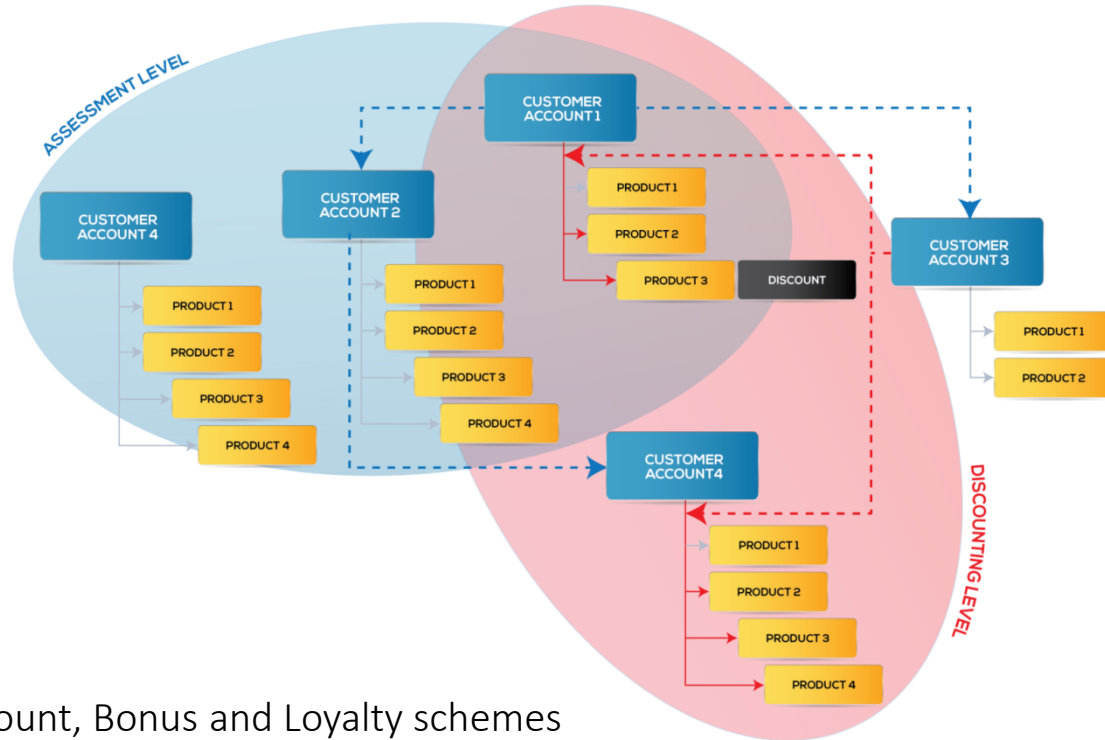 ASSESSMENT LEVEL
CUSTOMER
ACCOUNT 1
PRODUCT 1
PRODUCT 2
PRODUCT 3
DISCOUNT
CUSTOMER
ACCOUNT 2
PRODUCT 1
PRODUCT 2
PRODUCT 3
PRODUCT 4
CUSTOMER
ACCOUNT 4
PRODUCT 1
PRODUCT 2
PRODUCT 3
PRODUCT 4
CUSTOMER
ACCOUNT 3
PRODUCT 1
PRODUCT 2
CUSTOMER
ACCOUNT4
PRODUCT 1
PRODUCT 2
PRODUCT 3
PRODUCT 4
DISCOUNTING LEVEL
ount, Bonus and Loyalty schemes